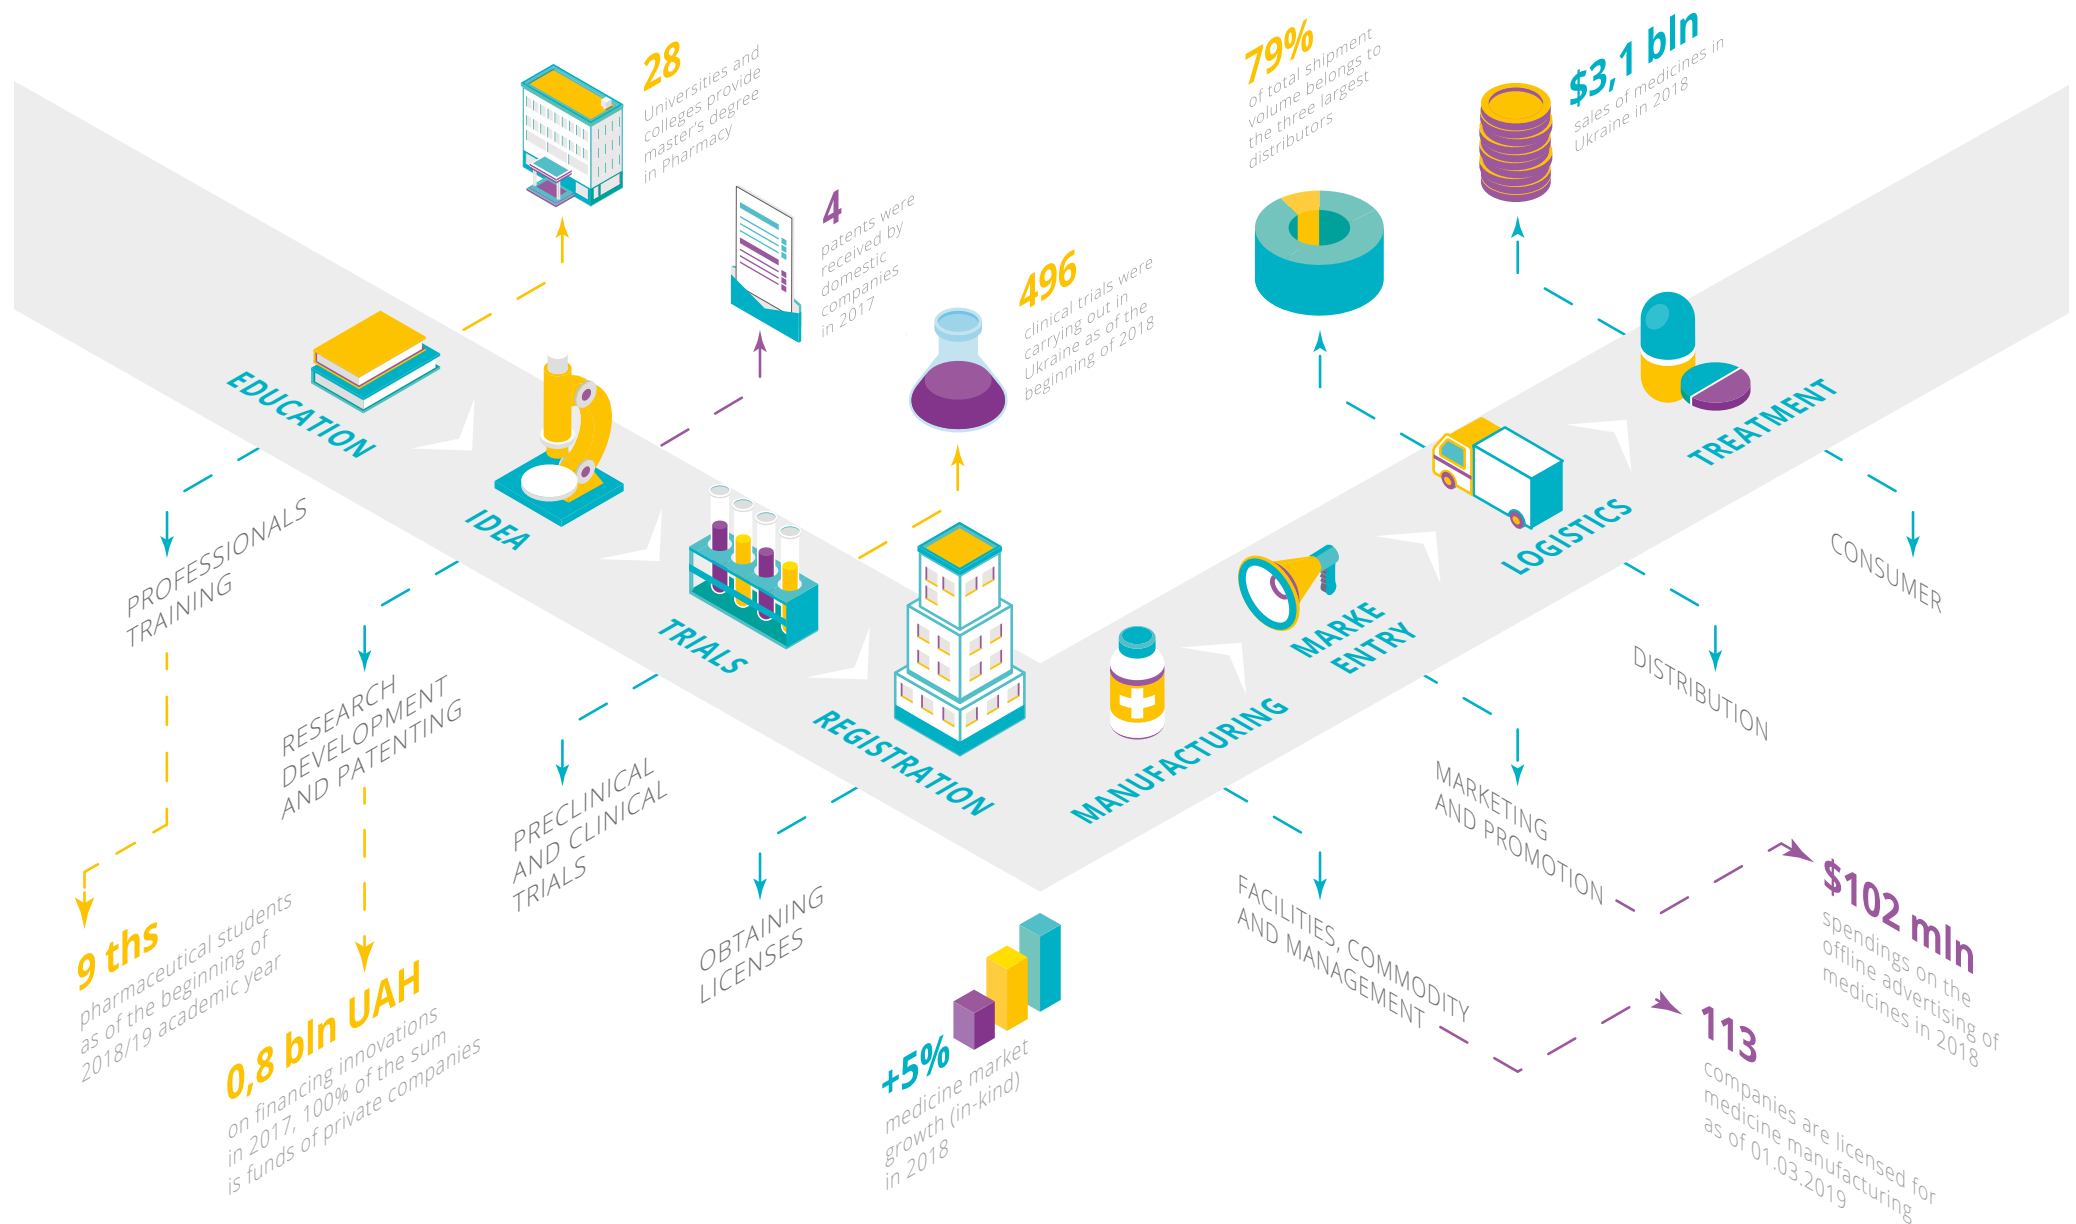 28
Universities and
colleges provide
master's degree
in Pharmacy
4
patents were
received by
domestic
companies
in 2017
496
clinical trials were
carrying out in
Ukraine as of the
beginning of 2018
79%
of total shipment
volume belongs to
the three largest
distributors
$3,1 bln
sales of medicines in
Ukraine in 2018
EDUCATION
IDEA
TRIALS
REGISTRATION
MANUFACTURING
MARKE
ENTRY
LOGISTICS
TREATMENT
PROFESSIONALS
TRAINING
RESEARCH
DEVELOPMENT
AND PATENTING
PRECLINICAL
AND CLINICAL
TRIALS
OBTAINING
LICENSES
FACILITIES, COMMODITY
AND MANAGEMENT
MARKETING
AND PROMOTION
DISTRIBUTION
CONSUMER
9 ths
pharmaceutical students
as of the beginning of
2018/19 academic year
0,8 bln UAH
on financing innovations
in 2017, 100% of the sum
is funds of private companies
+5%
medicine market
growth (in-kind)
in 2018
113
companies are licensed for
medicine manufacturing
as of 01.03.2019
$102 mln
spendings on the
offline advertising of
medicines in 2018